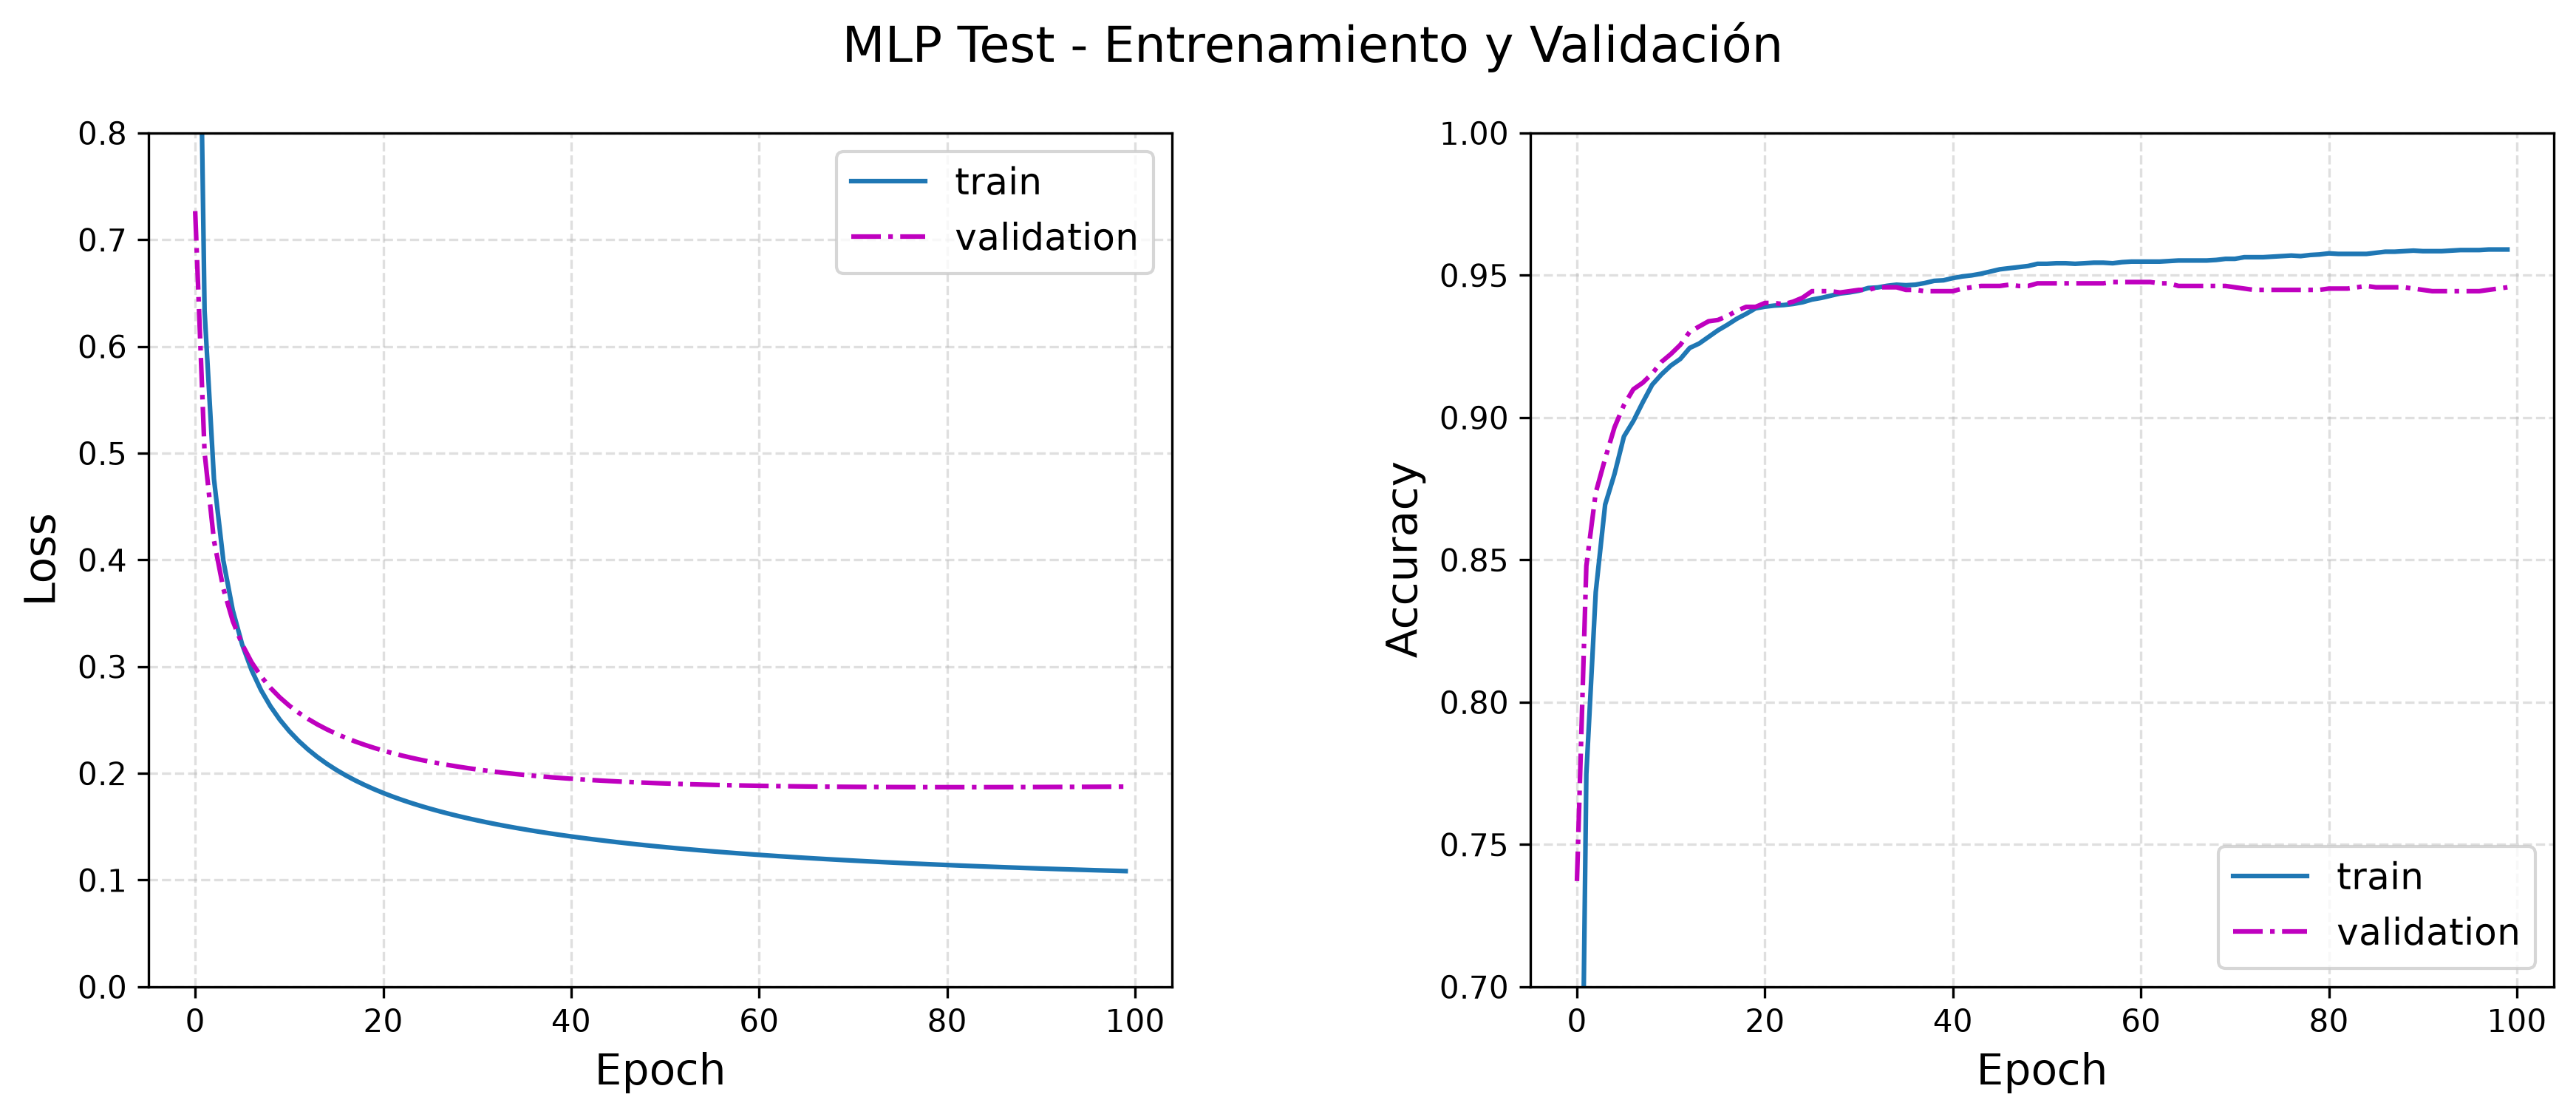 MLP Test - Entrenamiento y Validación
0.8
0.7
0.6
0.5
0.4
0.3
0.2
0.1
0.0
Loss
0 20 40 60 80 100
Epoch
train
validation
1.00
0.95
0.90
0.85
0.80
0.75
0.70
Accuracy
0 20 40 60 80 100
Epoch
train
validation